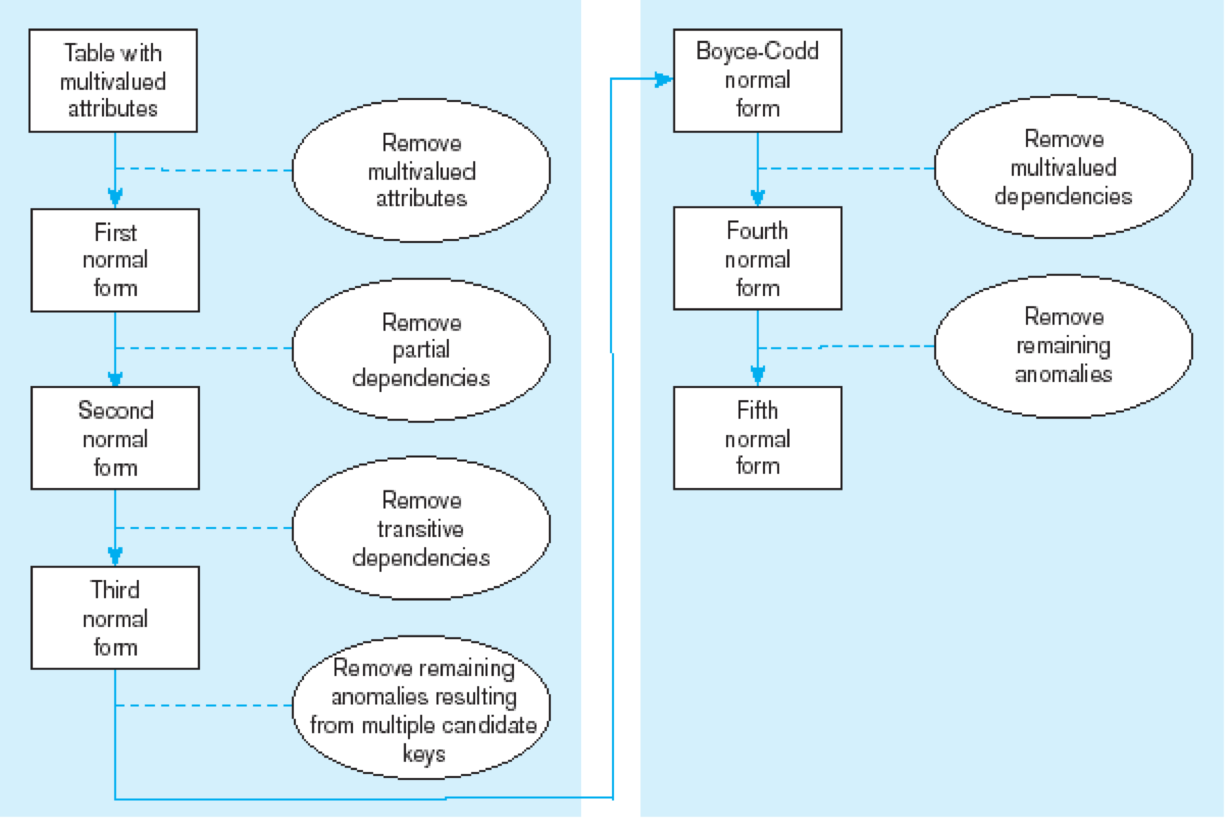 Table with
multivalued
attributes
Remove
multivalued
attributes
First
normal
form
Remove
partial
dependencies
Second
normal
form
Remove
transitive
dependencies
Third
normal
form
Remove remaining
anomalies resulting
from multiple candidate
keys
Boyce-Codd
normal
form
Remove
multivalued
dependencies
Fourth
normal
form
Remove
remaining
anomalies
Fifth
normal
form